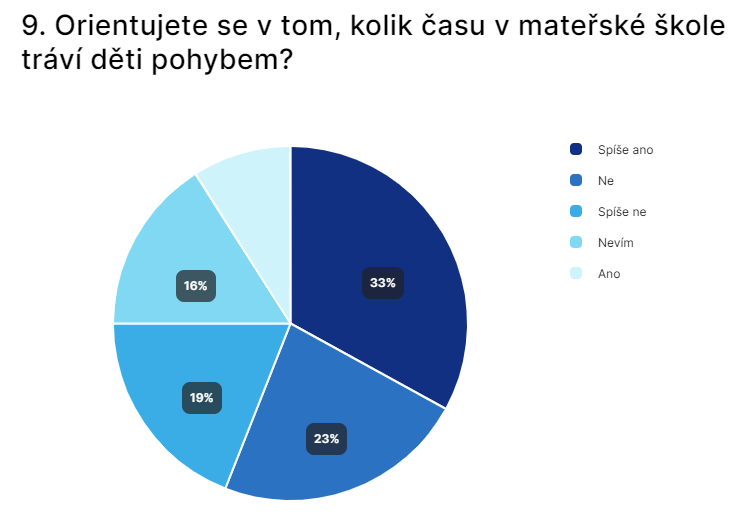 9. Orientujete se v tom, kolik času v mateřské škole
tráví děti pohybem?
Spíše ano
Ne
Spíše ne
Nevím
Ano
33%
16%
19%
23%